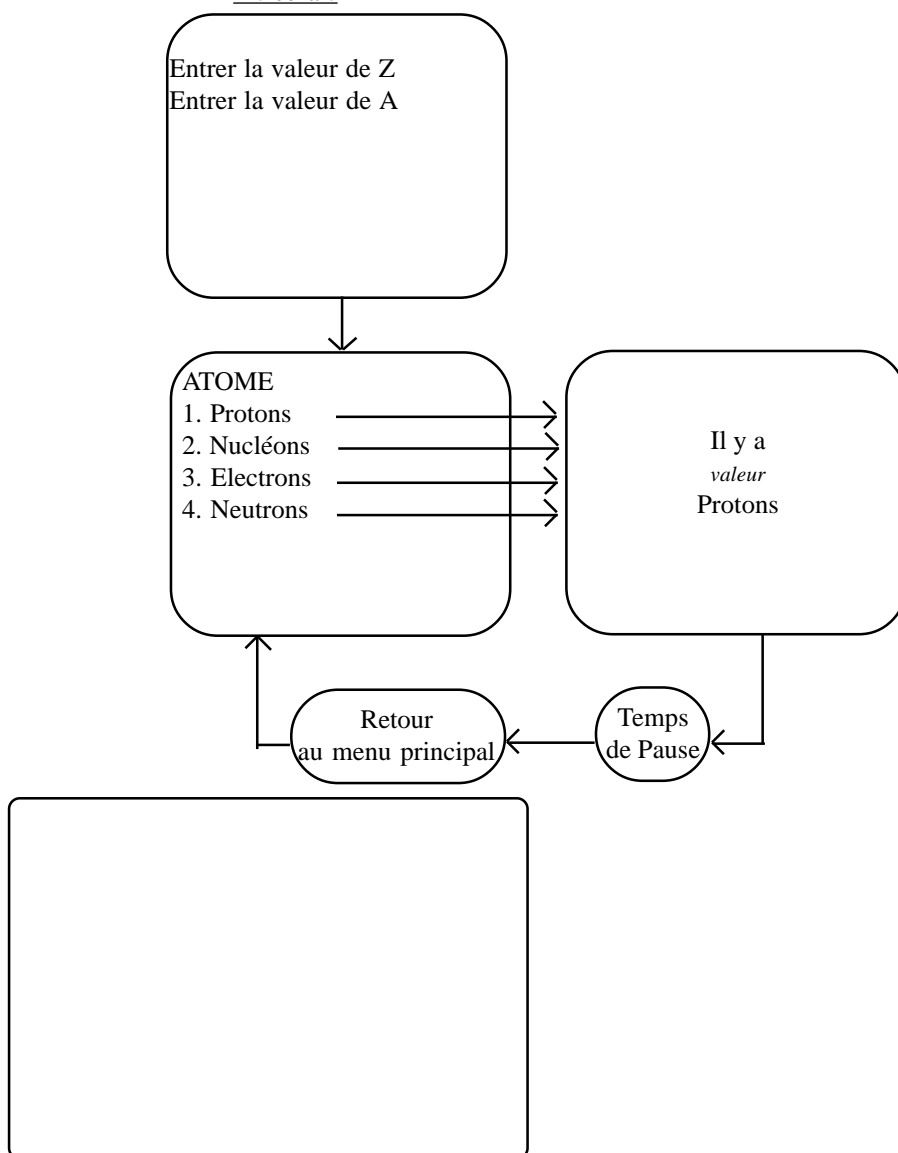 Entrer la valeur de Z
Entrer la valeur de A
ATOME
1. Protons
2. Nucléons
3. Electrons
4. Neutrons
Il y a
valeur
Protons
Retour
au menu principal
Temps
de Pause